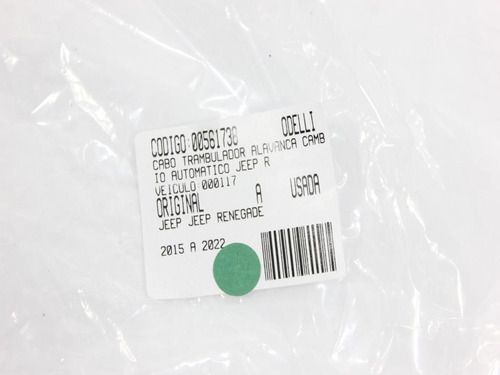 CODIGO:00561738 ODELLI
CABO TRAMBULADOR ALAVANCA CAMB
IO AUTOMATICO JEEP R
VEICULO:000117
ORIGINAL A USADA
JEEP JEEP RENEGADE
2015 A 2022